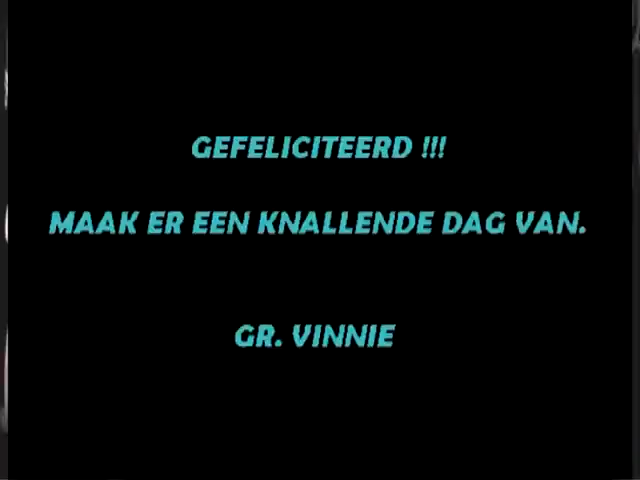 GEFELICITEERD !!!
MAAK ER EEN KNALLENDE DAG VAN.
GR. VINNIE